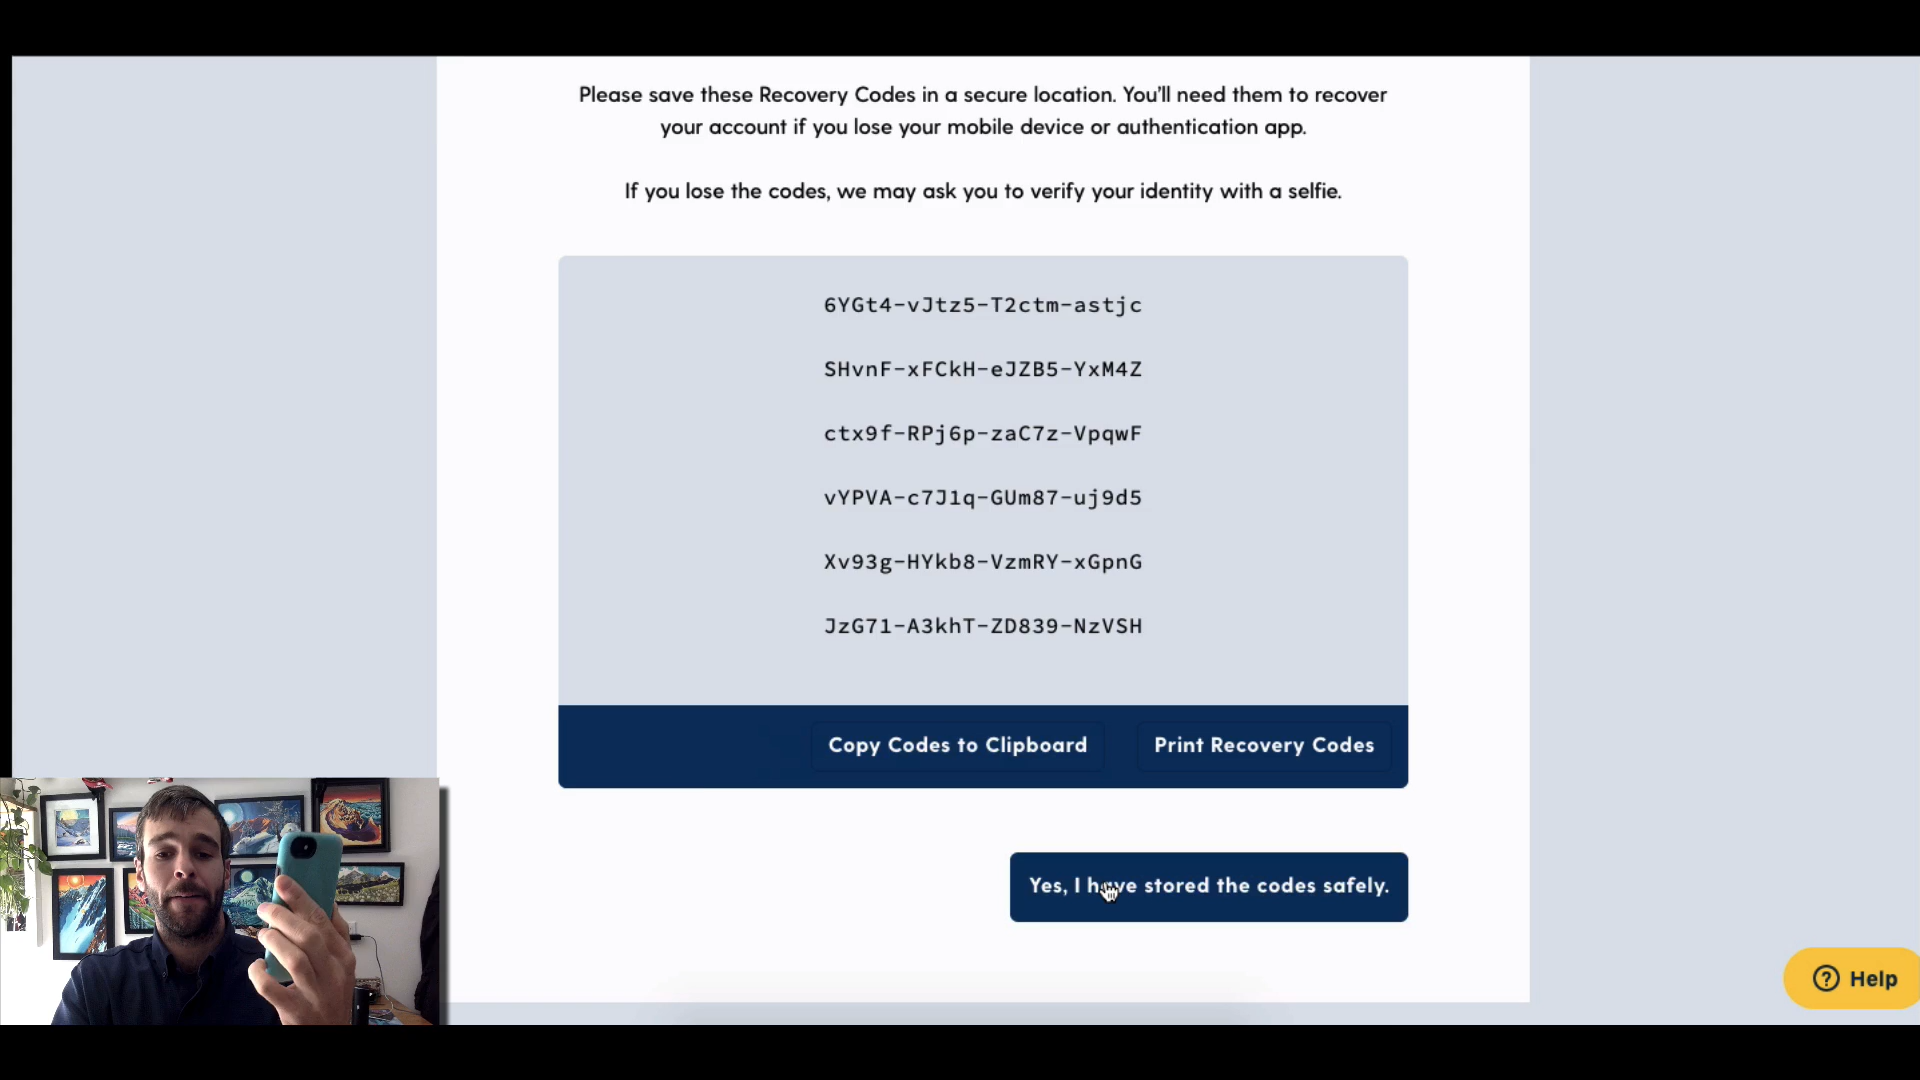 Please save these Recovery Codes in a secure location. You'll need them to recover
your account if you lose your mobile device or authentication app.
If you lose the codes, we may ask you to verify your identity with a selfie.
6YGt4-vJtz5-T2ctm-astjc
SHvnF-xFCkH-eJZB5-YxM4Z
ctx9f-RPj6p-zaC7z-VpqwF
vYPVA-c7J1q-GUm87-uj9d5
Xv93g-HYkb8-VzmRY-xGpnG
JzG71-A3khT-ZD839-NzVSH
Copy Codes to Clipboard
Print Recovery Codes
Yes, I have stored the codes safely.
Help